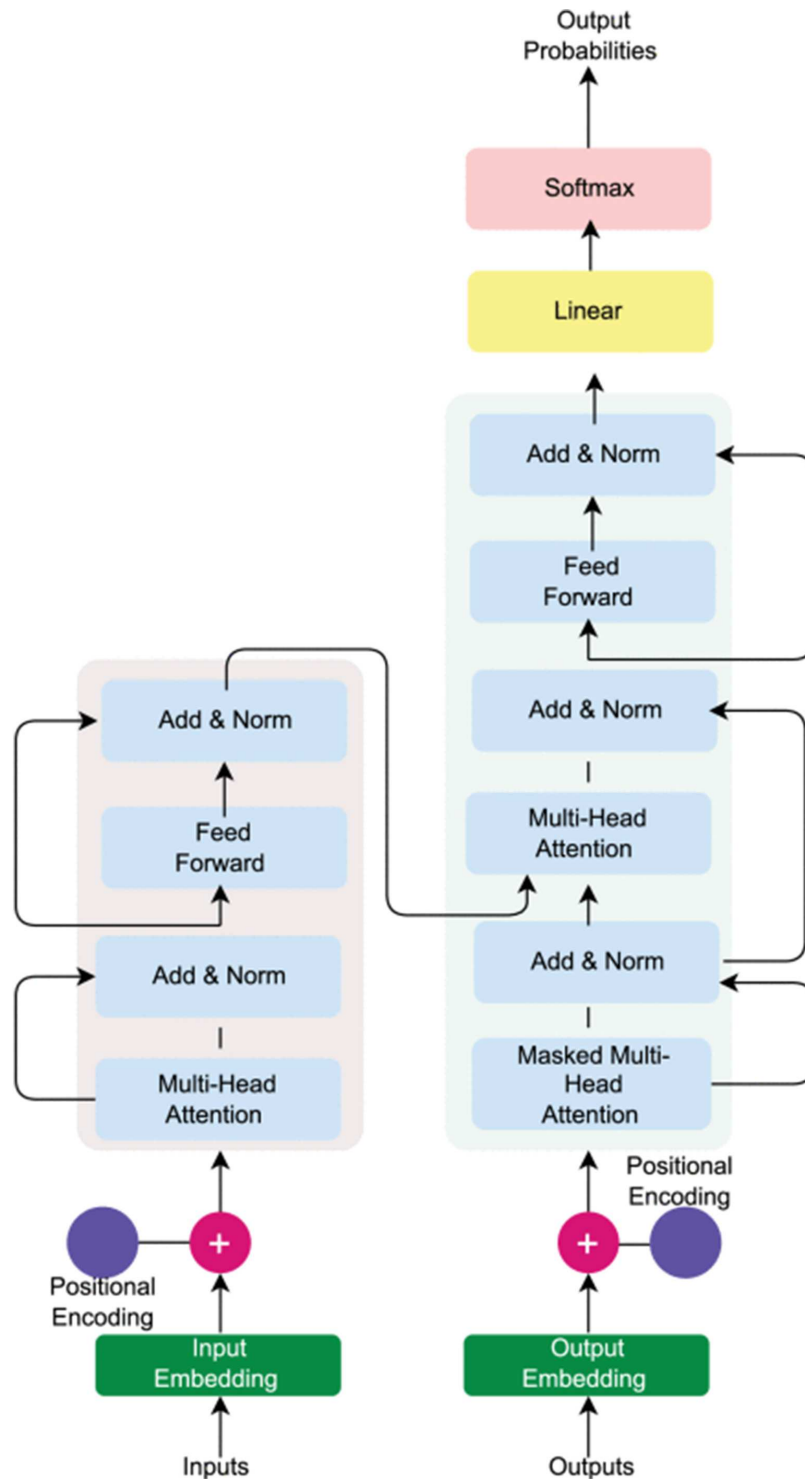 Output
Probabilities
Softmax
Linear
Add & Norm
Feed
Forward
Add & Norm
Multi-Head
Attention
Add & Norm
Masked Multi-
Head
Attention
Positional
Encoding
+
Output
Embedding
Outputs
Add & Norm
Feed
Forward
Add & Norm
Multi-Head
Attention
+
Positional
Encoding
Input
Embedding
Inputs